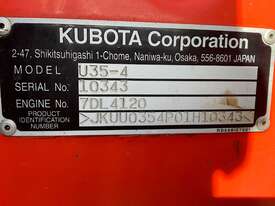 KUBOTA Corporation
2-47, Shikitsuhigashi 1-Chome, Naniwa-ku, Osaka, 556-8601 JAPAN
MODEL U35-4
SERIAL No. 10343
ENGINE No. 7DL4120
PRODUCT IDENTIFICATION NUMBER >JKUU0354P01H10343<